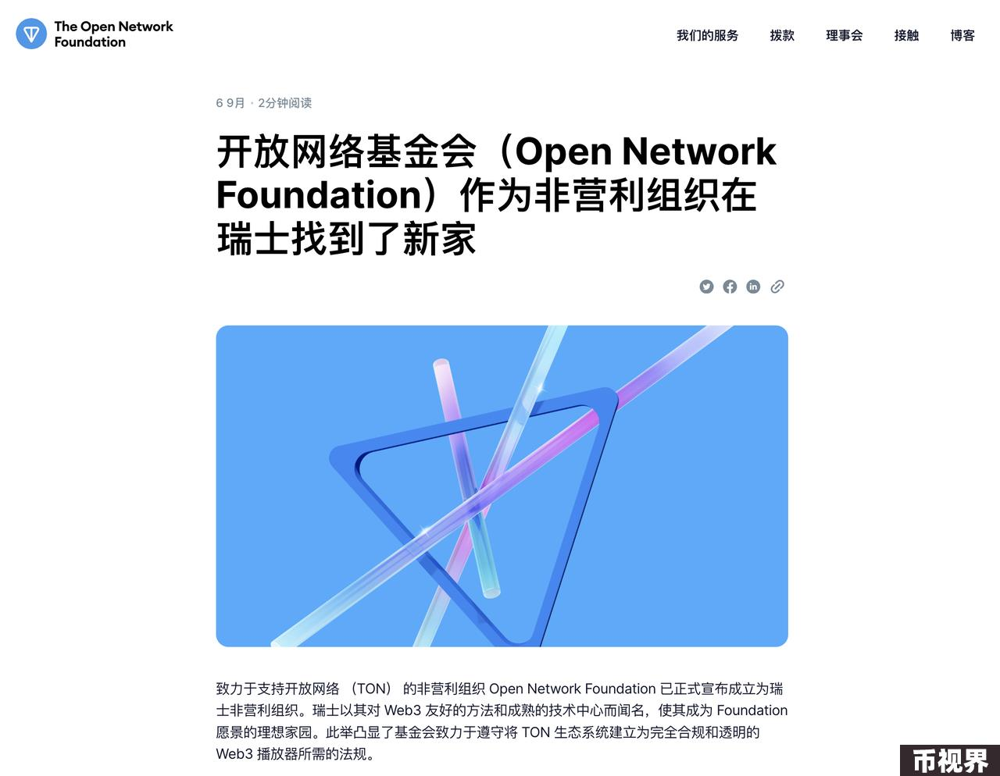 The Open Network
Foundation
我们的服务 拨款 理事会 接触 博客
6 9月 · 2分钟阅读
开放网络基金会（Open Network
Foundation）作为非营利组织在
瑞士找到了新家
致力于支持开放网络 （TON） 的非营利组织 Open Network Foundation 已正式宣布成立为瑞
士非营利组织。瑞士以其对 Web3 友好的方法和成熟的技术中心而闻名，使其成为 Foundation
愿景的理想家园。此举凸显了基金会致力于遵守将 TON 生态系统建立为完全合规和透明的
Web3 播放器所需的法规。
币视界